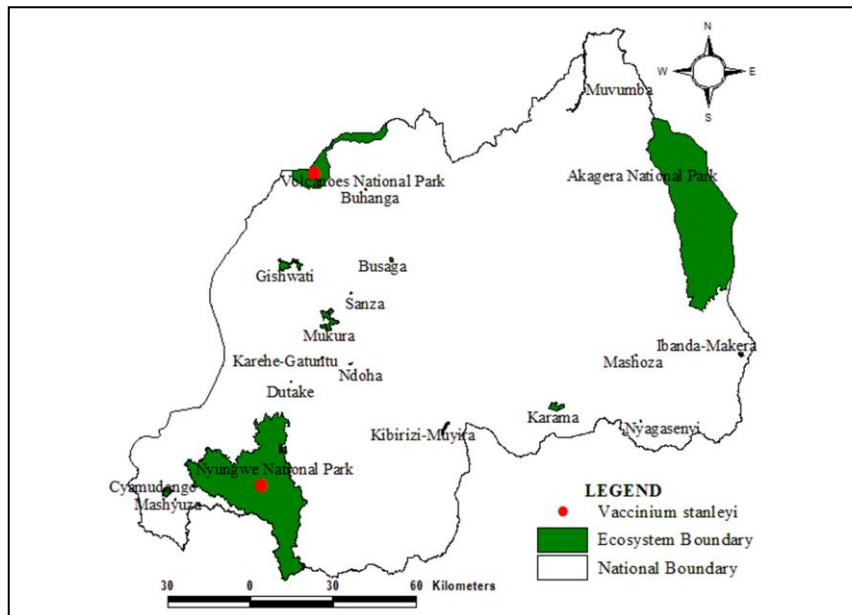 N
W E
S
Muvumba
Volcanoes National Park
Akagera National Park
Buhanga
Gishwati
Busaga
Sanza
Mukura
Karehe-Gaturitu
Ndoha
Dutake
Ibanda-Makera
Mashoza
Karama
Nyagasenyi
Kibirizi-Muyira
Nyungwe National Park
Cyamudongo
Mashyuza
LEGEND
Vaccinium stanleyi
Ecosystem Boundary
National Boundary
30 0 30 60 Kilometers